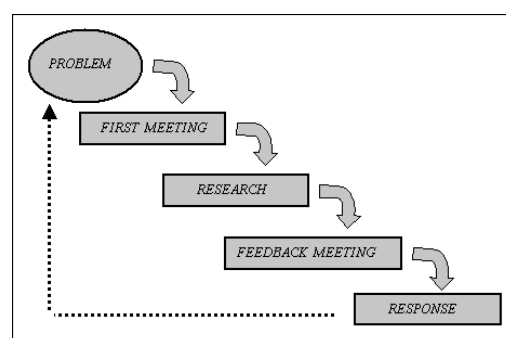 PROBLEM
FIRST MEETING
RESEARCH
FEEDBACK MEETING
RESPONSE